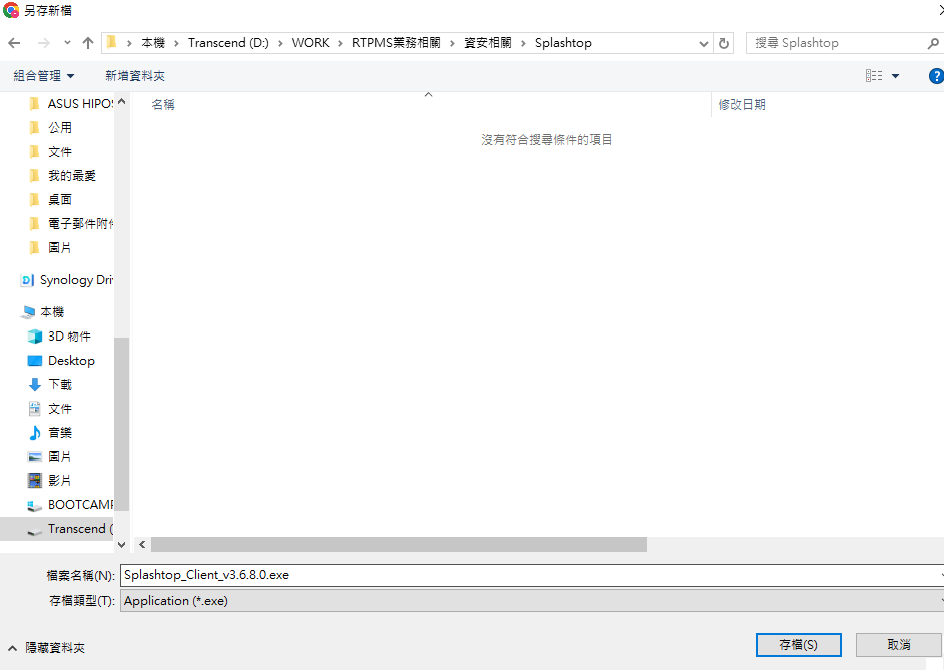 另存新檔
本機 › Transcend (D:) › WORK › RTPMS業務相關 › 資安相關 › Splashtop
搜尋 Splashtop
組合管理 新增資料夾
名稱 修改日期
沒有符合搜尋條件的項目
ASUS HIPOS
公用
文件
我的最愛
桌面
電子郵件附件
圖片
Synology Driv
本機
3D 物件
Desktop
下載
文件
音樂
圖片
影片
BOOTCAMP
Transcend (
檔案名稱(N): Splashtop_Client_v3.6.8.0.exe
存檔類型(T): Application (*.exe)
隱藏資料夾
存檔(S) 取消